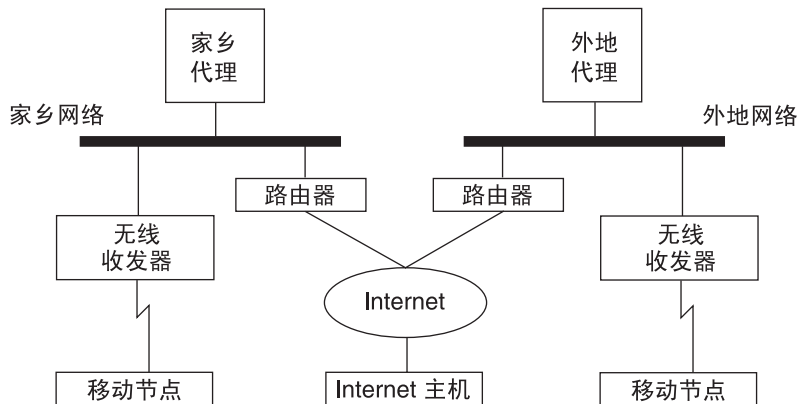 家乡
代理
外地
代理
家乡网络
外地网络
路由器
路由器
无线
收发器
无线
收发器
Internet
移动节点
Internet 主机
移动节点